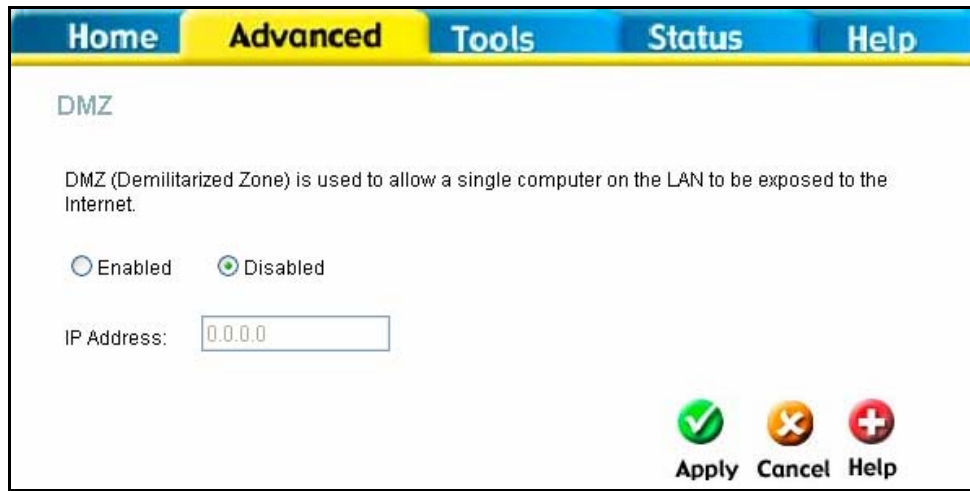 Home Advanced Tools Status Help
DMZ
DMZ (Demilitarized Zone) is used to allow a single computer on the LAN to be exposed to the
Internet.
Enabled Disabled
IP Address: 0.0.0.0
Apply Cancel Help